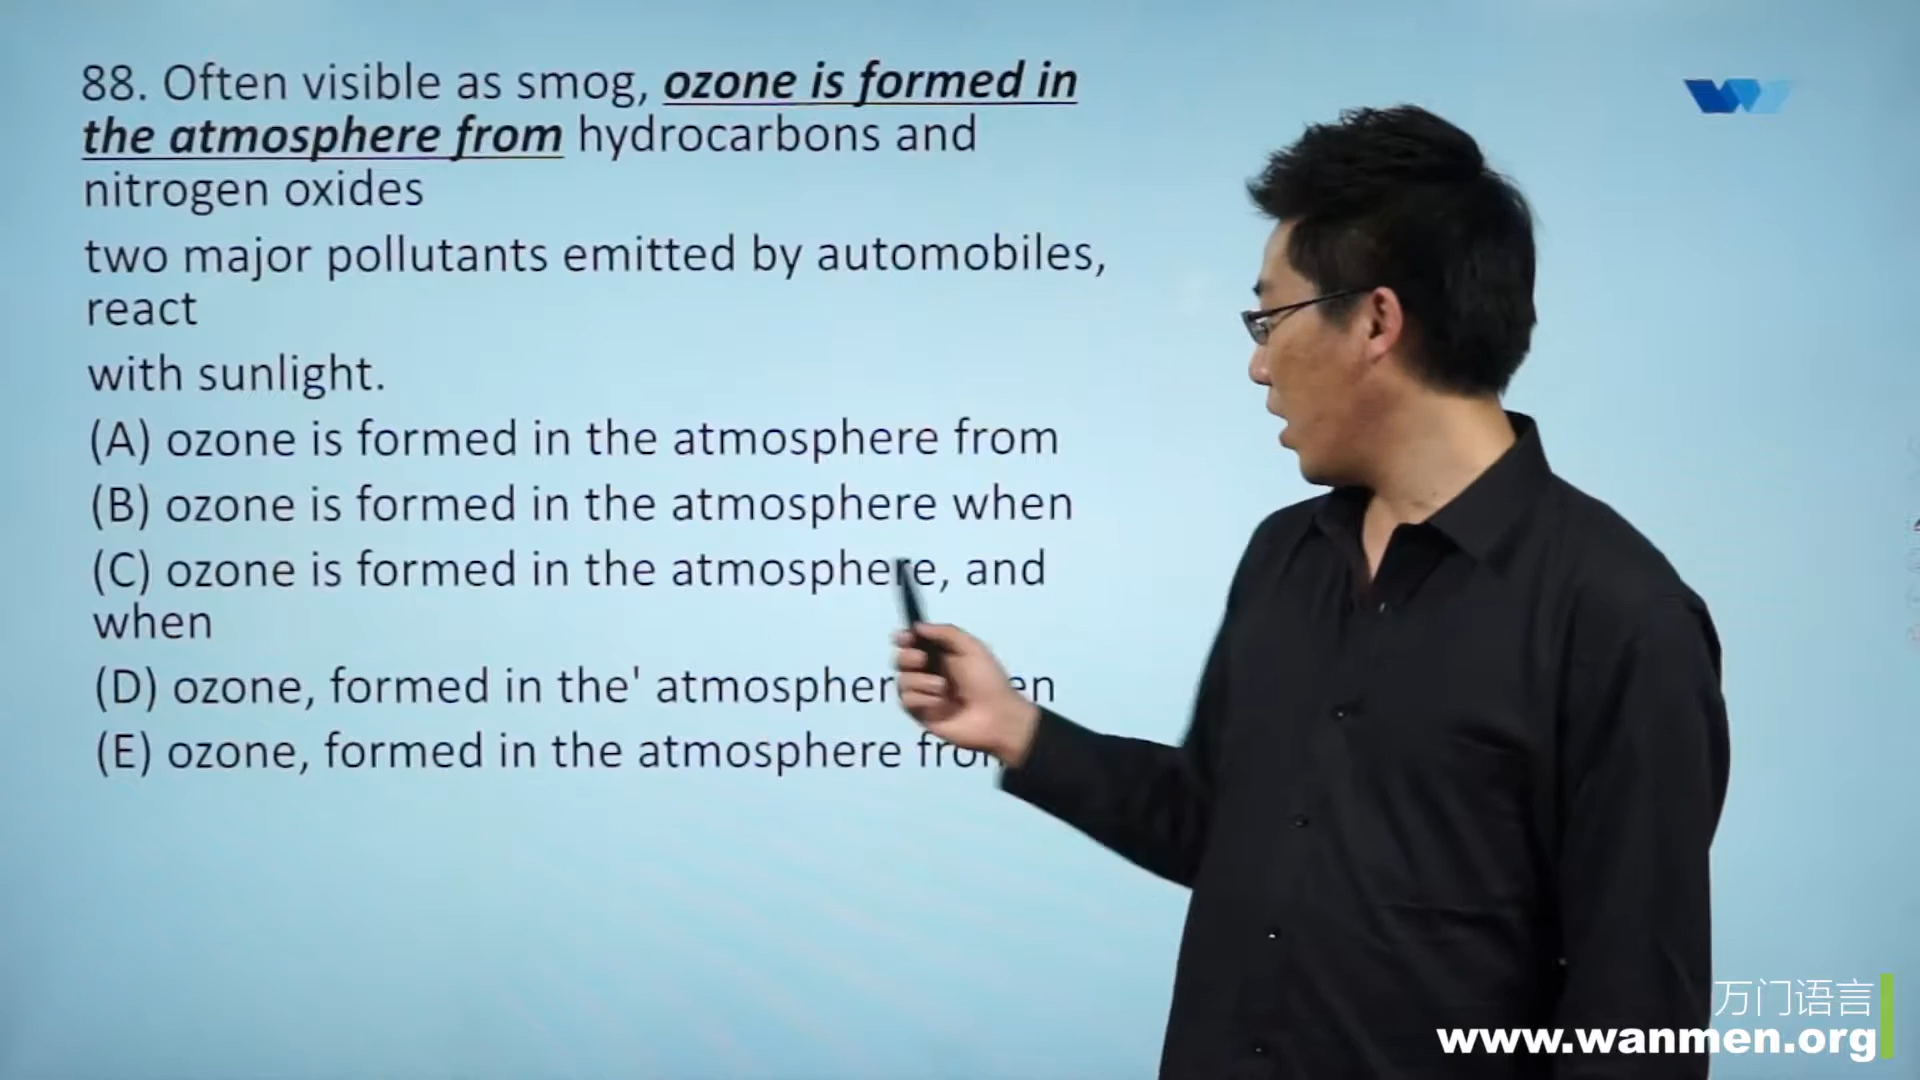 88. Often visible as smog, ozone is formed in
the atmosphere from hydrocarbons and
nitrogen oxides
two major pollutants emitted by automobiles,
react
with sunlight.
(A) ozone is formed in the atmosphere from
(B) ozone is formed in the atmosphere when
(C) ozone is formed in the atmosphere, and
when
(D) ozone, formed in the' atmosphere
(E) ozone, formed in the atmosphere from
万门语言
www.wanmen.org